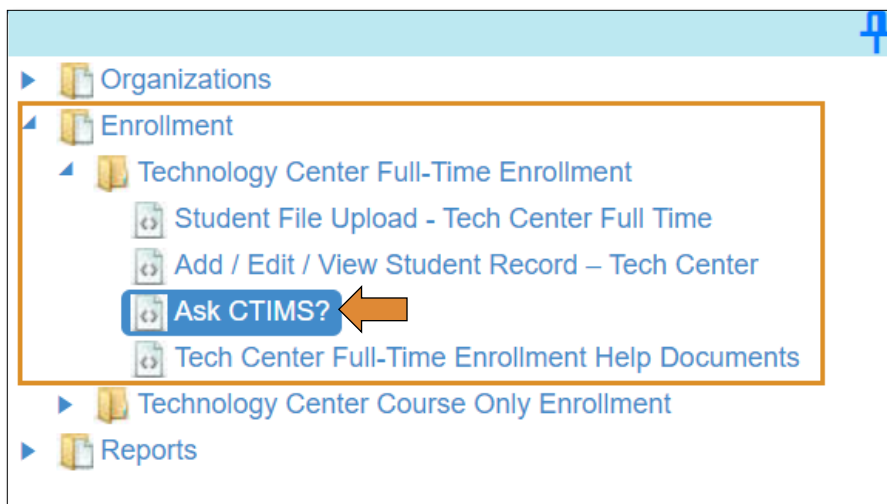 Organizations
Enrollment
Technology Center Full-Time Enrollment
Student File Upload - Tech Center Full Time
Add / Edit / View Student Record – Tech Center
Ask CTIMS?
Tech Center Full-Time Enrollment Help Documents
Technology Center Course Only Enrollment
Reports